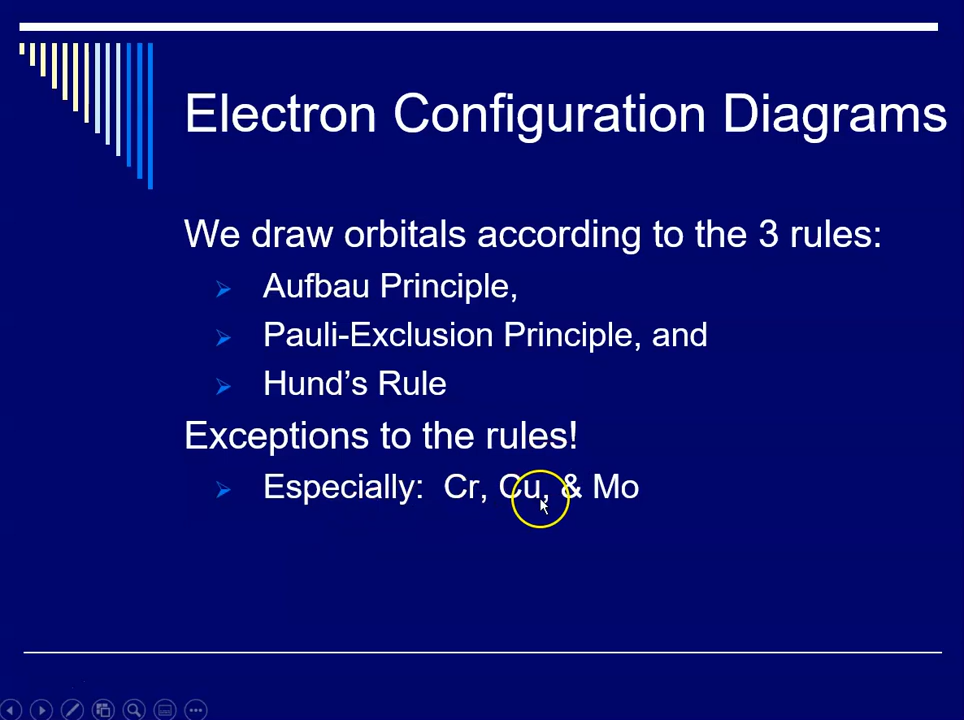 Electron Configuration Diagrams
We draw orbitals according to the 3 rules:
Aufbau Principle,
Pauli-Exclusion Principle, and
Hund's Rule
Exceptions to the rules!
Especially: Cr, Cu, & Mo